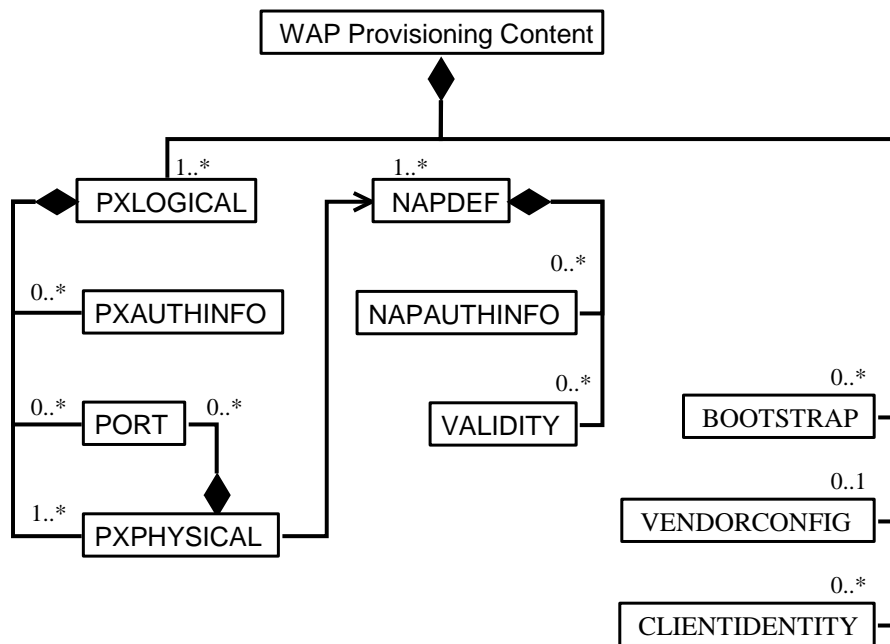 WAP Provisioning Content
1..*
1..*
PXLOGICAL
NAPDEF
0..*
0..*
PXAUTHINFO
NAPAUTHINFO
0..*
0..*
0..*
0..*
PORT
VALIDITY
BOOTSTRAP
0..1
1..*
PXPHYSICAL
VENDORCONFIG
0..*
CLIENTIDENTITY